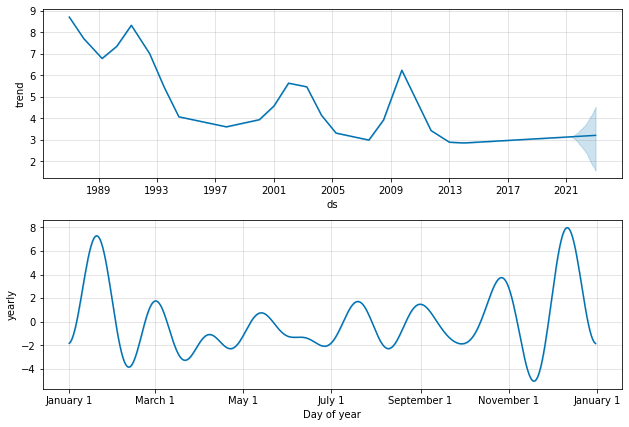 9
8
7
6
5
4
3
2
trend
1989 1993 1997 2001 2005 2009 2013 2017 2021
ds
8
6
4
2
0
−2
−4
yearly
January 1 March 1 May 1 July 1 September 1 November 1 January 1
Day of year